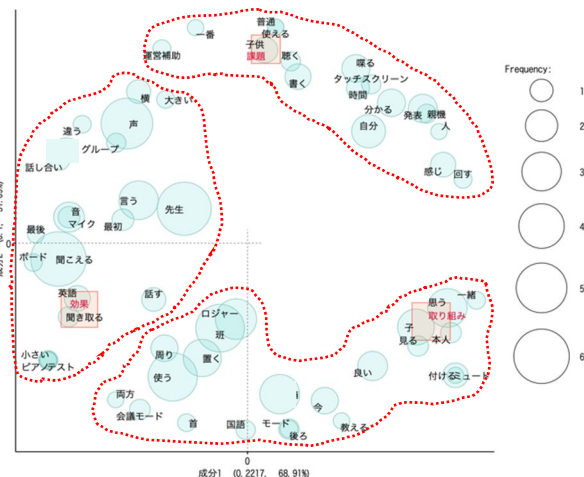 普通
使える
一番
子供
課題
聴く
運営補助
喋る
タッチスクリーン
書く
時間
分かる
発表
親機
人
自分
感じ
回す
横
大きい
声
違う
グループ
話し合い
言う
先生
音
マイク
最初
最後
ボード
聞こえる
英語
効果
聞き取る
話す
小さい
ピアノテスト
ロジャー
班
周り
置く
使う
両方
会議モード
首
国語
モード
後ろ
今
教える
良い
思う
一緒
取り組み
子
見る
本人
付ける
ミュート
Frequency:
1
2
3
4
5
6
0
0
成分1 (0.2217, 68.91%)